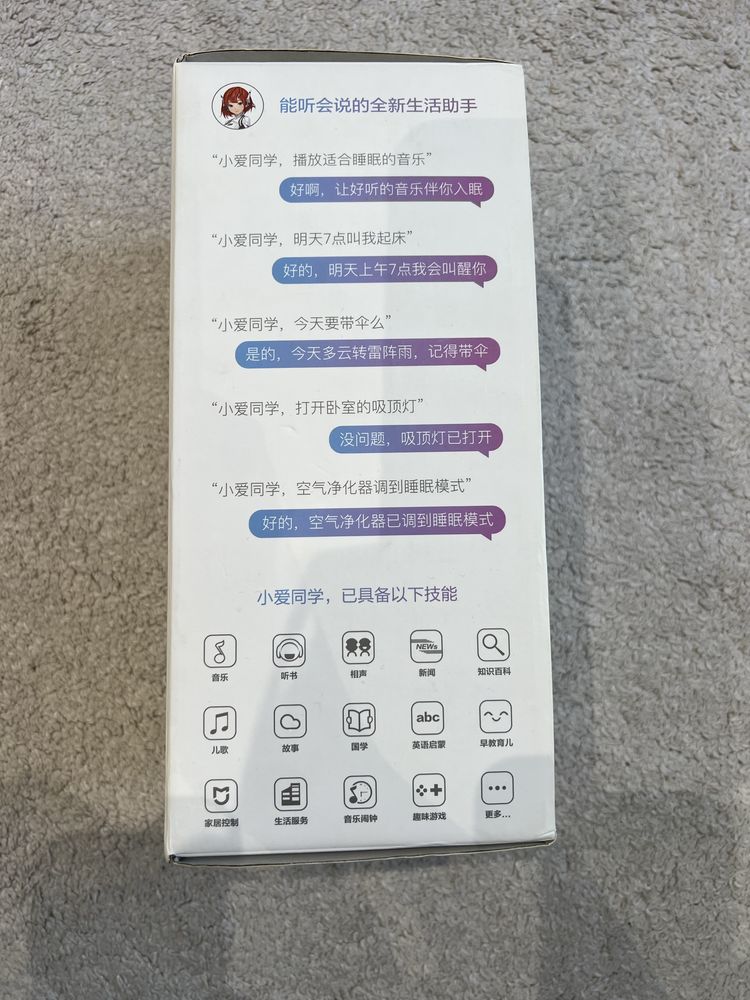 能听会说的全新生活助手
“小爱同学，播放适合睡眠的音乐”
好啊，让好听的音乐伴你入眠
“小爱同学，明天7点叫我起床”
好的，明天上午7点我会叫醒你
“小爱同学，今天要带伞么”
是的，今天多云转雷阵雨，记得带伞
“小爱同学，打开卧室的吸顶灯”
没问题，吸顶灯已打开
“小爱同学，空气净化器调到睡眠模式”
好的，空气净化器已调到睡眠模式
小爱同学，已具备以下技能
NEWs
音乐 听书 相声 新闻 知识百科
abc
儿歌 故事 国学 英语启蒙 早教育儿
家居控制 生活服务 音乐闹钟 趣味游戏 更多...